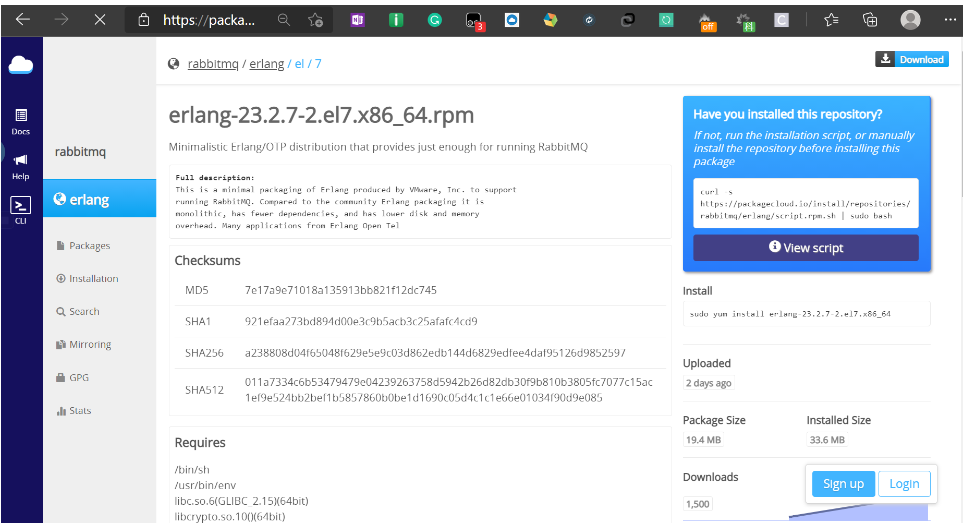 https://packa...
3
off
Docs
Help
CLI
rabbitmq
erlang
Packages
Installation
Search
Mirroring
GPG
Stats
rabbitmq / erlang / el / 7
Download
erlang-23.2.7-2.el7.x86_64.rpm
Minimalistic Erlang/OTP distribution that provides just enough for running RabbitMQ
Full description:
This is a minimal packaging of Erlang produced by VMware, Inc. to support
running RabbitMQ. Compared to the community Erlang packaging it is
monolithic, has fewer dependencies, and has lower disk and memory
overhead. Many applications from Erlang Open Tel
Checksums
MD5 7e17a9e71018a135913bb821f12dc745
SHA1 921efaa273bd894d00e3c9b5acb3c25afafc4cd9
SHA256 a238808d04f65048f629e5e9c03d862edb144d6829edfee4daf95126d9852597
SHA512 011a7334c6b53479479e04239263758d5942b26d82db30f9b810b3805fc7077c15ac
1ef9e524bb2bef1b5857860b0be1d1690c05d4c1c1e66e01034f90d9e085
Requires
/bin/sh
/usr/bin/env
libc.so.6(GLIBC_2.15)(64bit)
libcrypto.so.10()(64bit)
Have you installed this repository?
If not, run the installation script, or manually
install the repository before installing this
package
curl -s
https://packagecloud.io/install/repositories/
rabbitmq/erlang/script.rpm.sh | sudo bash
View script
Install
sudo yum install erlang-23.2.7-2.el7.x86_64
Uploaded
2 days ago
Package Size Installed Size
19.4 MB 33.6 MB
Downloads
1,500
Sign up Login